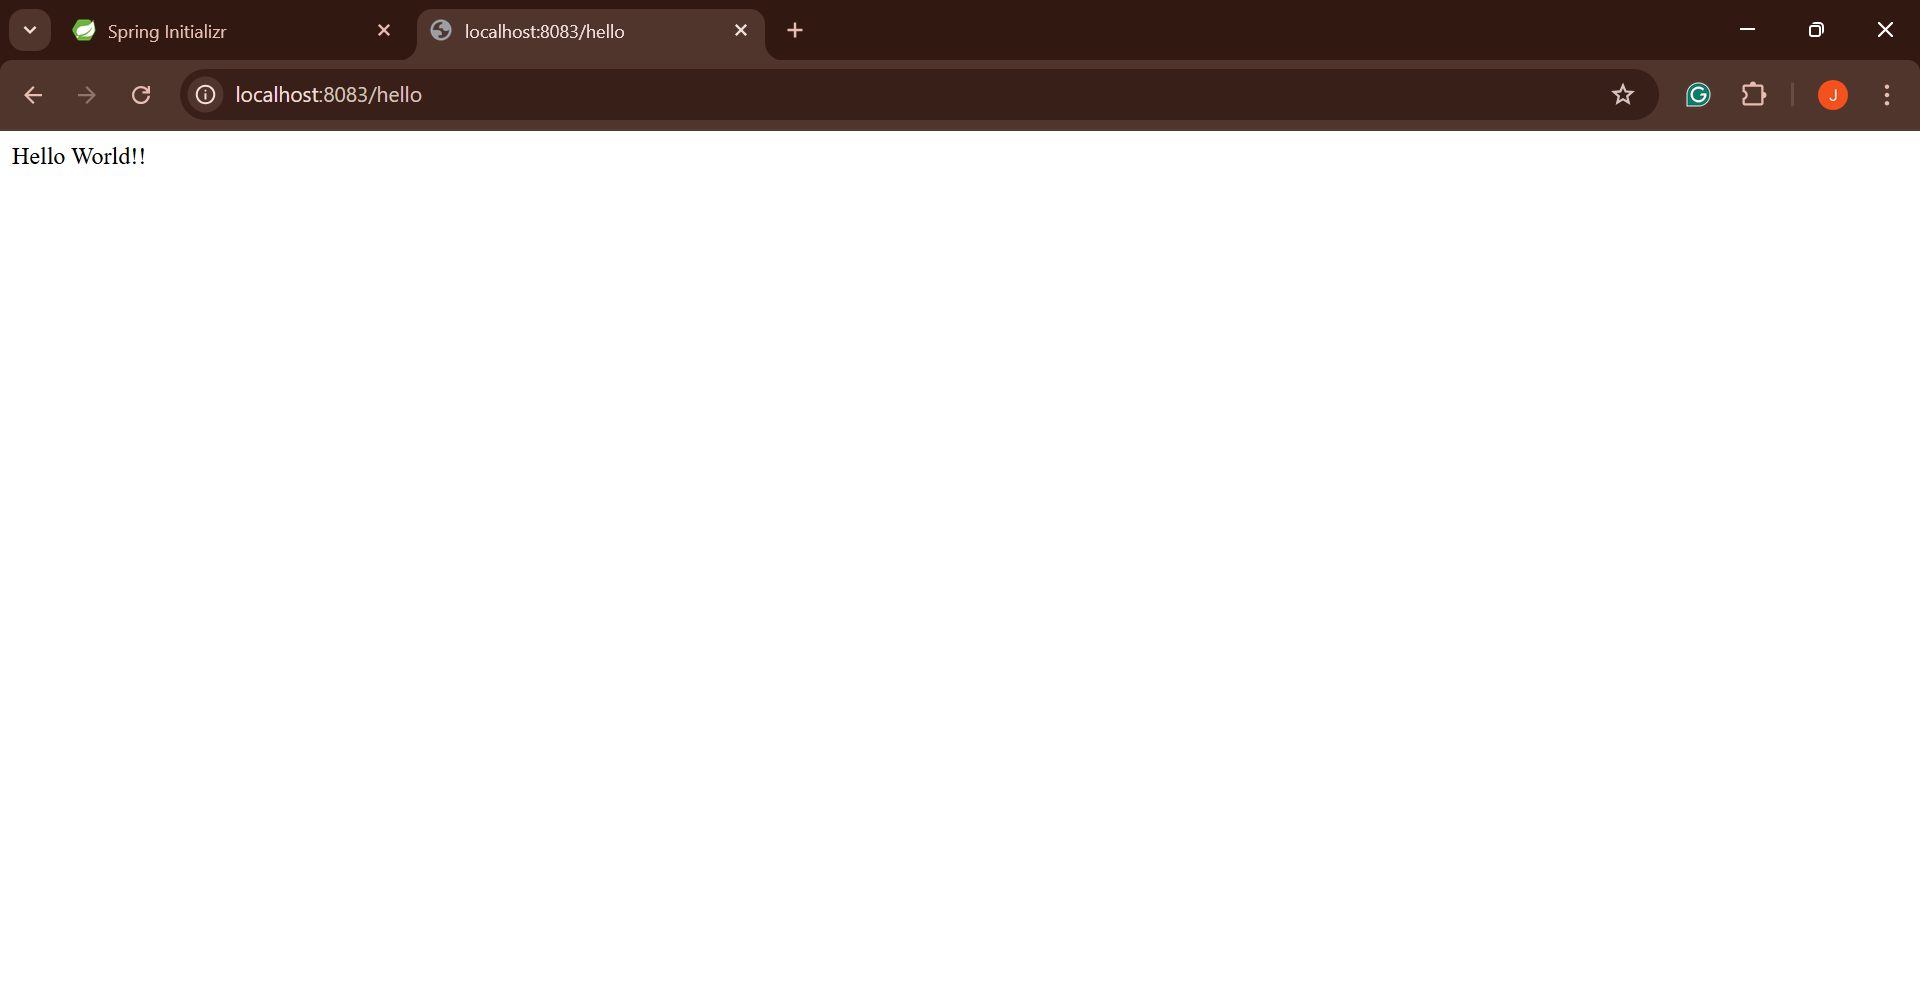 Spring Initializr
localhost:8083/hello
localhost:8083/hello
J
Hello World!!